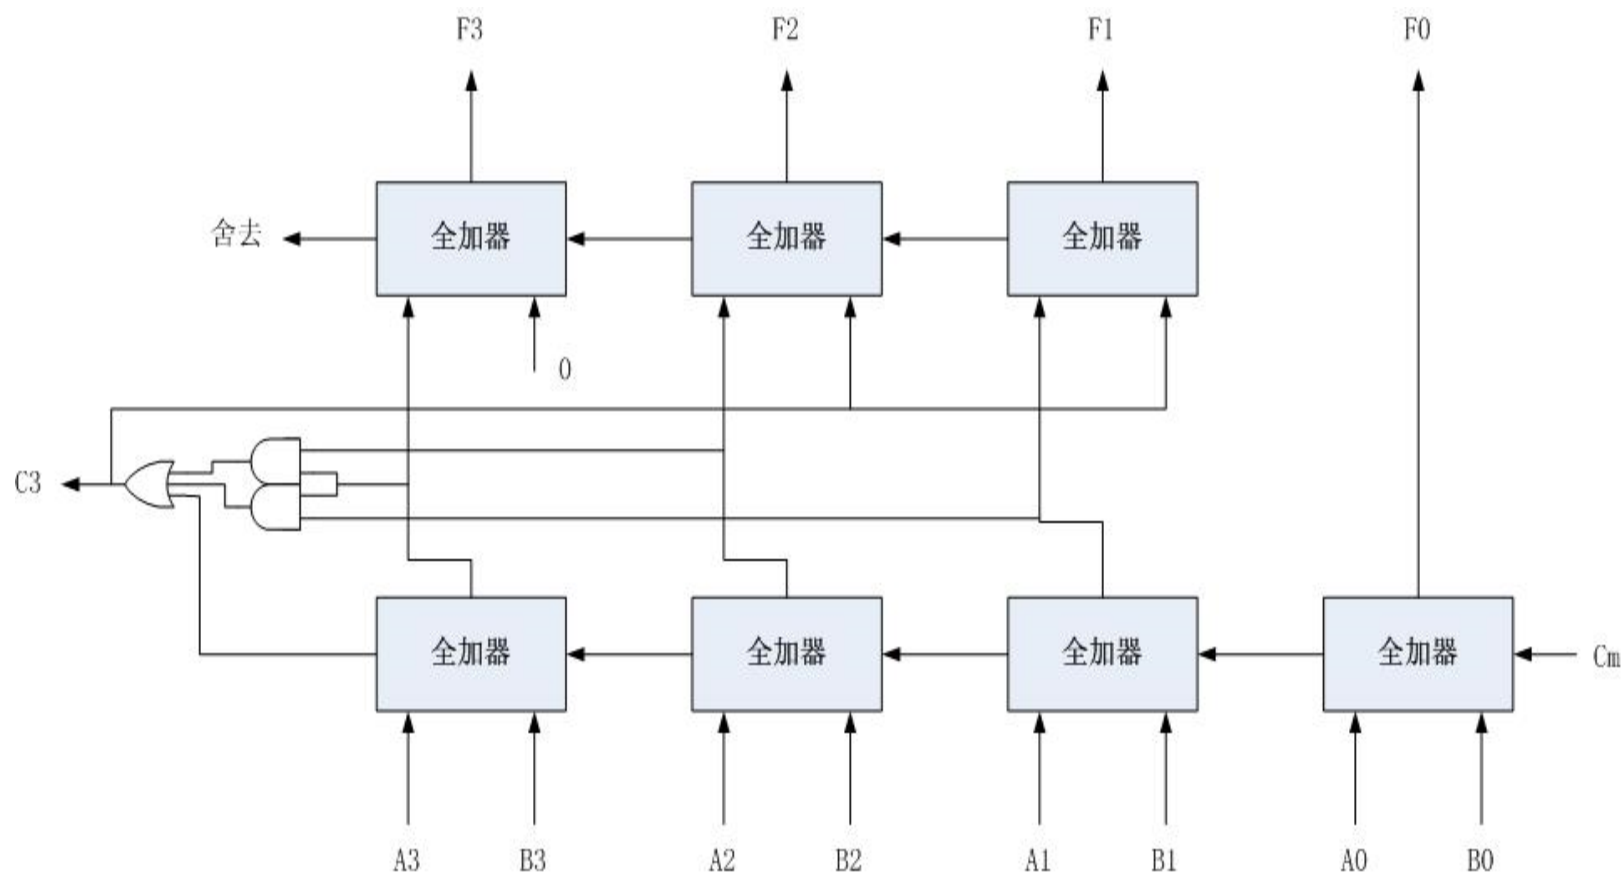 F3 F2 F1 F0
舍去 全加器 全加器 全加器
0
C3
全加器 全加器 全加器 全加器 Cm
A3 B3 A2 B2 A1 B1 A0 B0